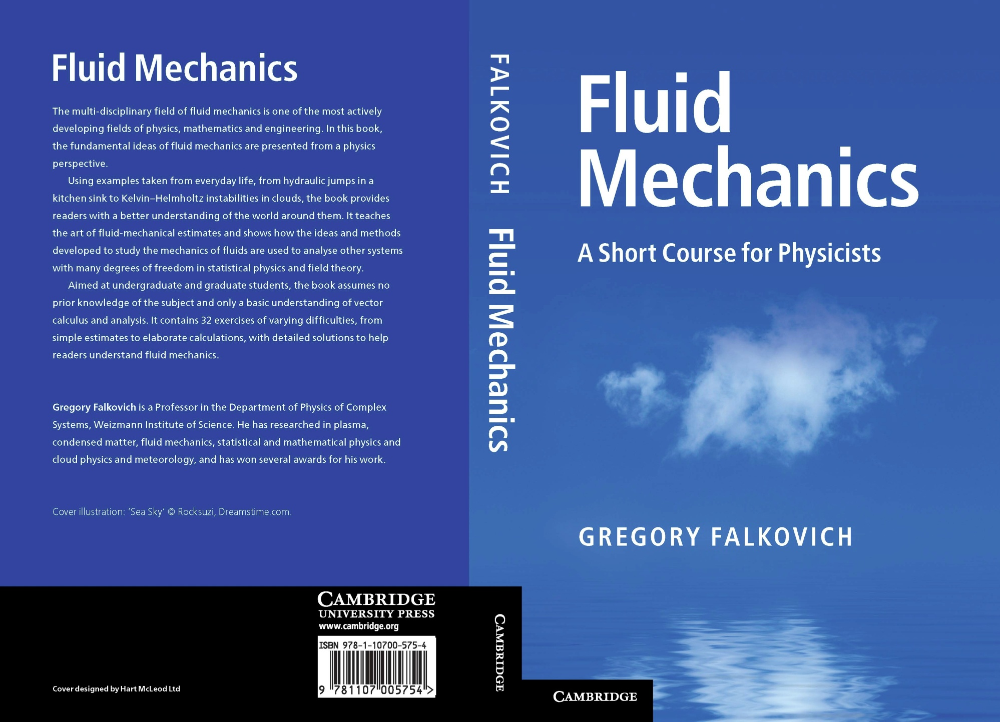 Fluid Mechanics
The multi-disciplinary field of fluid mechanics is one of the most actively
developing fields of physics, mathematics and engineering. In this book,
the fundamental ideas of fluid mechanics are presented from a physics
perspective.
Using examples taken from everyday life, from hydraulic jumps in a
kitchen sink to Kelvin–Helmholtz instabilities in clouds, the book provides
readers with a better understanding of the world around them. It teaches
the art of fluid-mechanical estimates and shows how the ideas and methods
developed to study the mechanics of fluids are used to analyse other systems
with many degrees of freedom in statistical physics and field theory.
Aimed at undergraduate and graduate students, the book assumes no
prior knowledge of the subject and only a basic understanding of vector
calculus and analysis. It contains 32 exercises of varying difficulties, from
simple estimates to elaborate calculations, with detailed solutions to help
readers understand fluid mechanics.
Gregory Falkovich is a Professor in the Department of Physics of Complex
Systems, Weizmann Institute of Science. He has researched in plasma,
condensed matter, fluid mechanics, statistical and mathematical physics and
cloud physics and meteorology, and has won several awards for his work.
Cover illustration: ‘Sea Sky’ © Rocksuzi, Dreamstime.com.
CAMBRIDGE
UNIVERSITY PRESS
www.cambridge.org
ISBN 978-1-10700-575-4
9 781107 005754 >
Cover designed by Hart McLeod Ltd
FALKOVICH Fluid Mechanics
CAMBRIDGE
Fluid
Mechanics
A Short Course for Physicists
GREGORY FALKOVICH
CAMBRIDGE